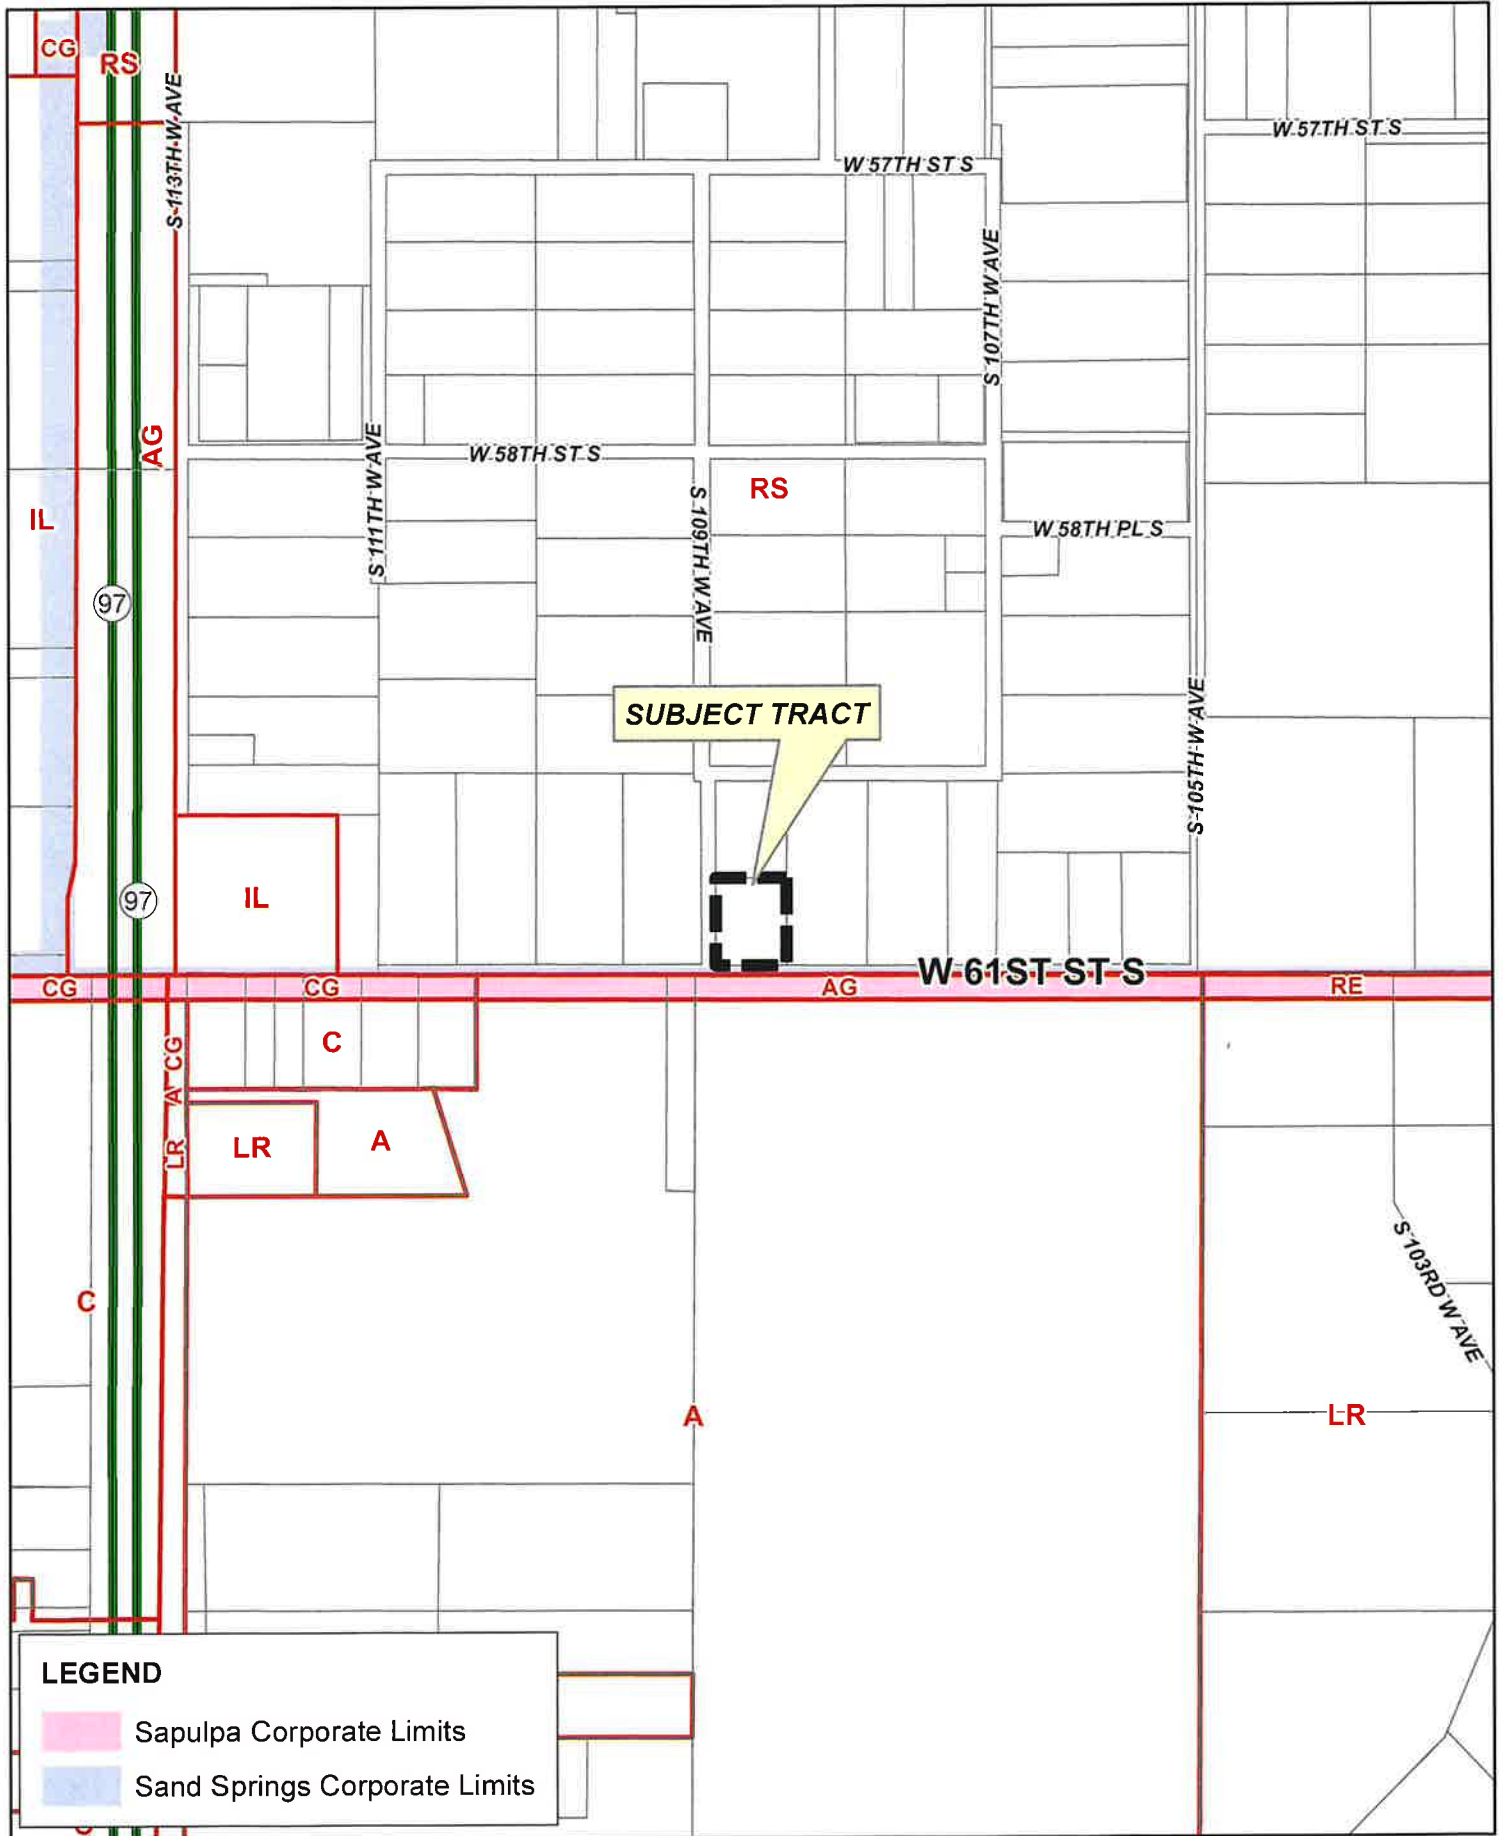 CG
RS
S 113TH W AVE
W 57TH ST S
W 57TH ST S
S 107TH W AVE
AG
S 111TH W AVE
W 58TH ST S
RS
IL
S 109TH W AVE
W 58TH PL S
97
SUBJECT TRACT
S 105TH W AVE
IL
97
W 61ST ST S
CG
CG
AG
RE
C
CG
A
LR
LR
A
S 103RD W AVE
C
A
LR
LEGEND
Sapulpa Corporate Limits
Sand Springs Corporate Limits